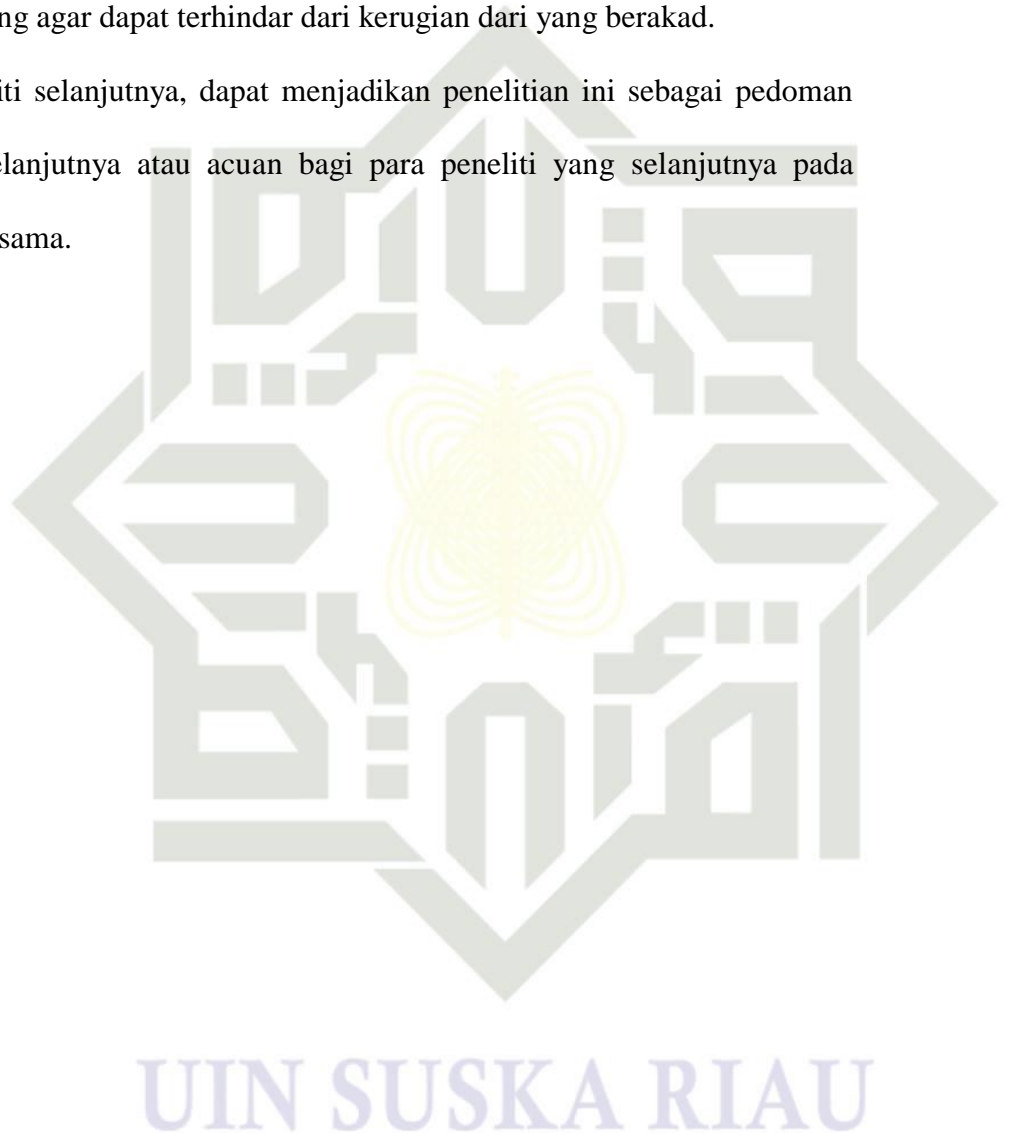 ng agar dapat terhindar dari kerugian dari yang berakad.
iti selanjutnya, dapat menjadikan penelitian ini sebagai pedoman
elanjutnya atau acuan bagi para peneliti yang selanjutnya pada
sama.
UIN SUSKA RIAU